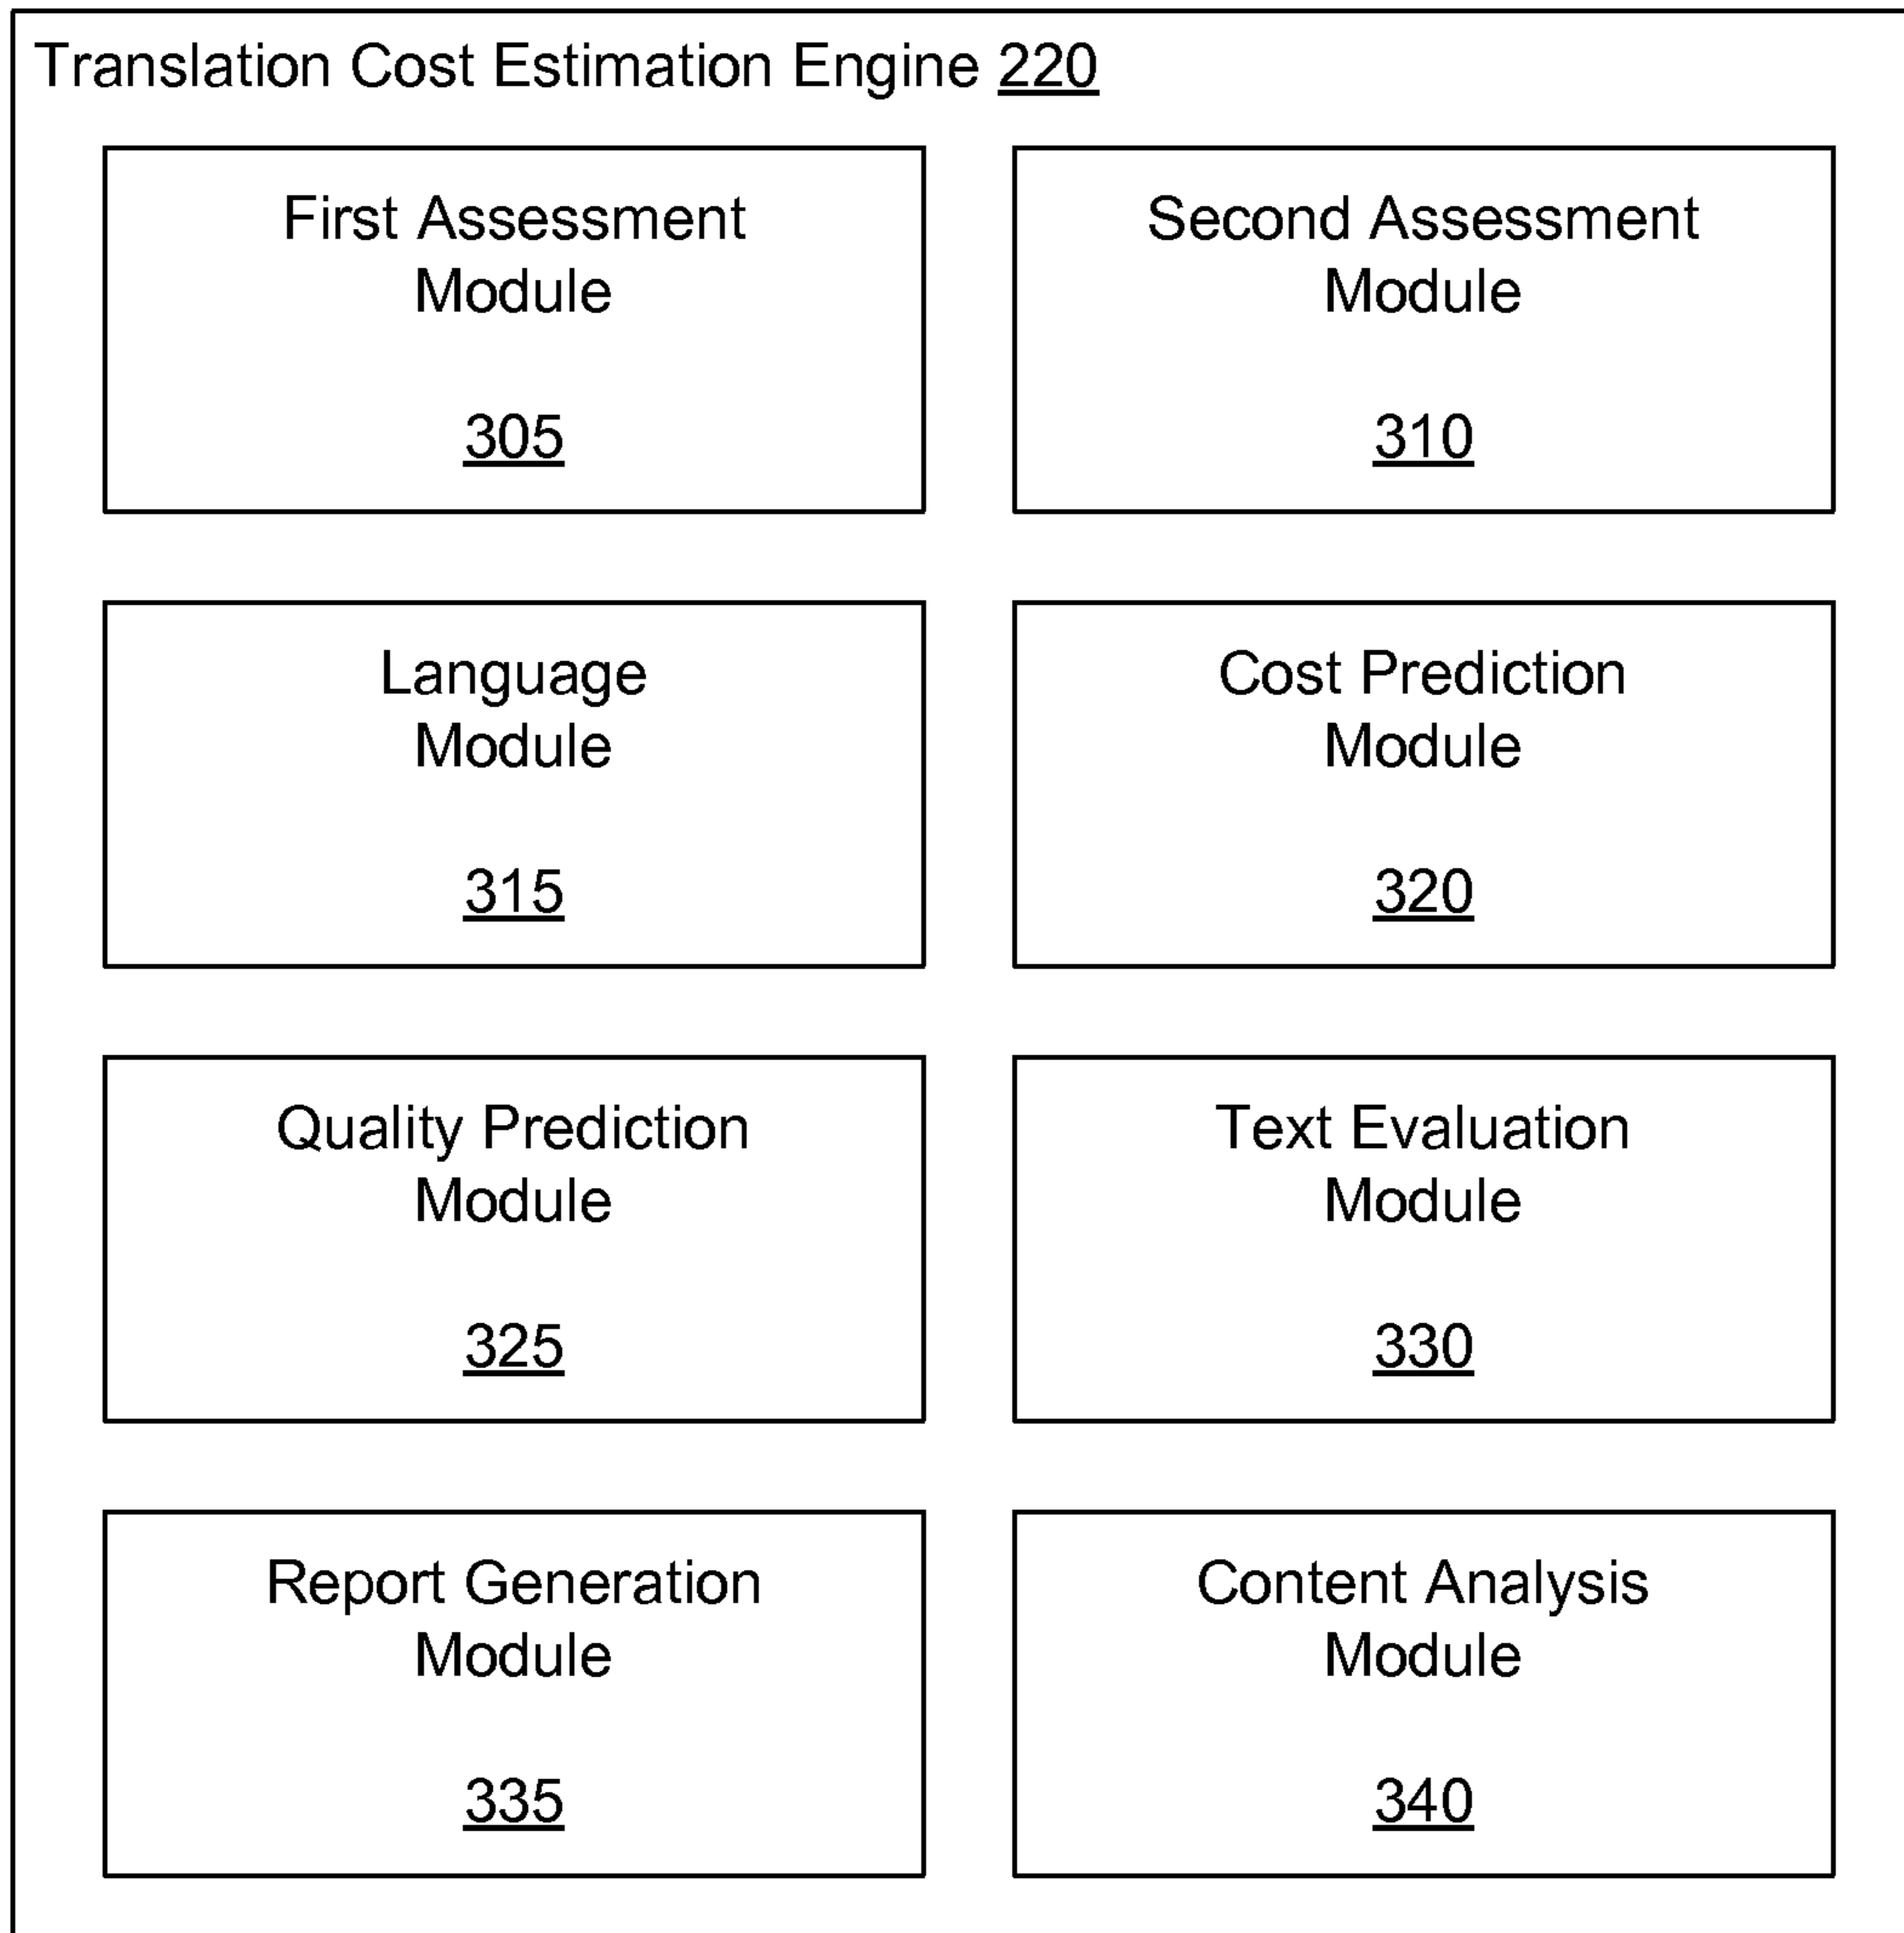 Translation Cost Estimation Engine 220
First Assessment
Module
305
Second Assessment
Module
310
Language
Module
315
Cost Prediction
Module
320
Quality Prediction
Module
325
Text Evaluation
Module
330
Report Generation
Module
335
Content Analysis
Module
340